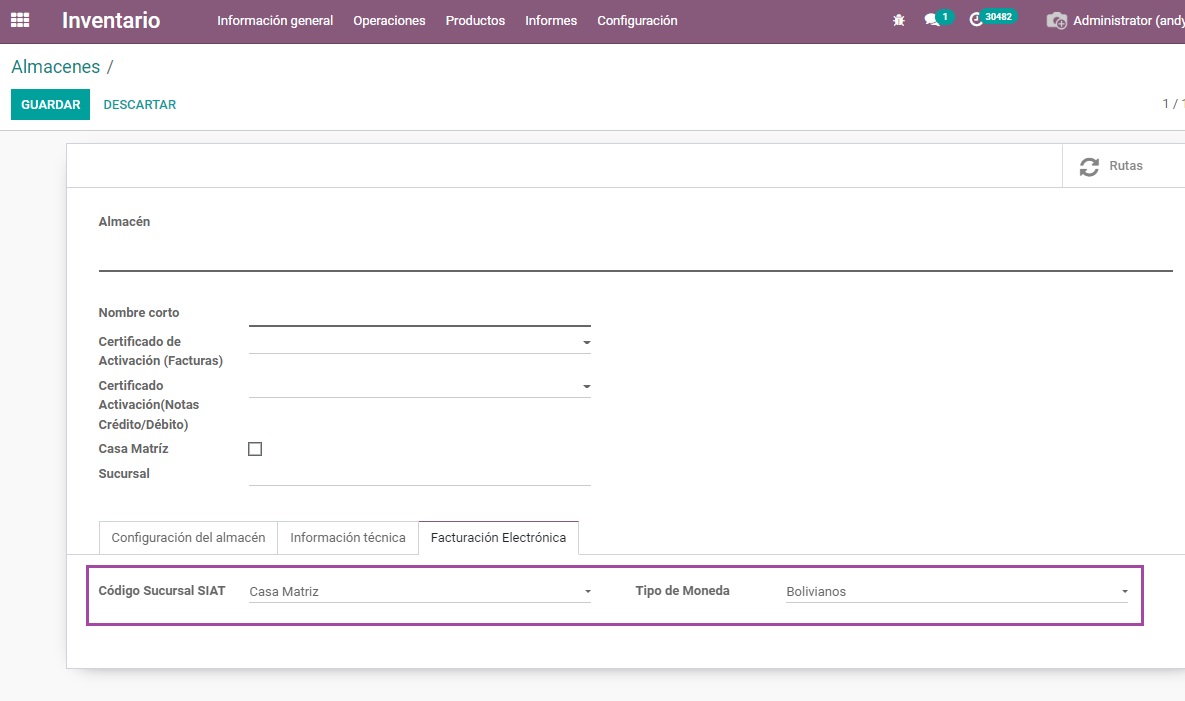 Inventario Información general Operaciones Productos Informes Configuración 1 30482 Administrator (andy
Almacenes /
GUARDAR DESCARTAR 1 / 1
Rutas
Almacén
Nombre corto
Certificado de
Activación (Facturas)
Certificado
Activación(Notas
Crédito/Débito)
Casa Matríz
Sucursal
Configuración del almacén Información técnica Facturación Electrónica
Código Sucursal SIAT Casa Matriz Tipo de Moneda Bolivianos